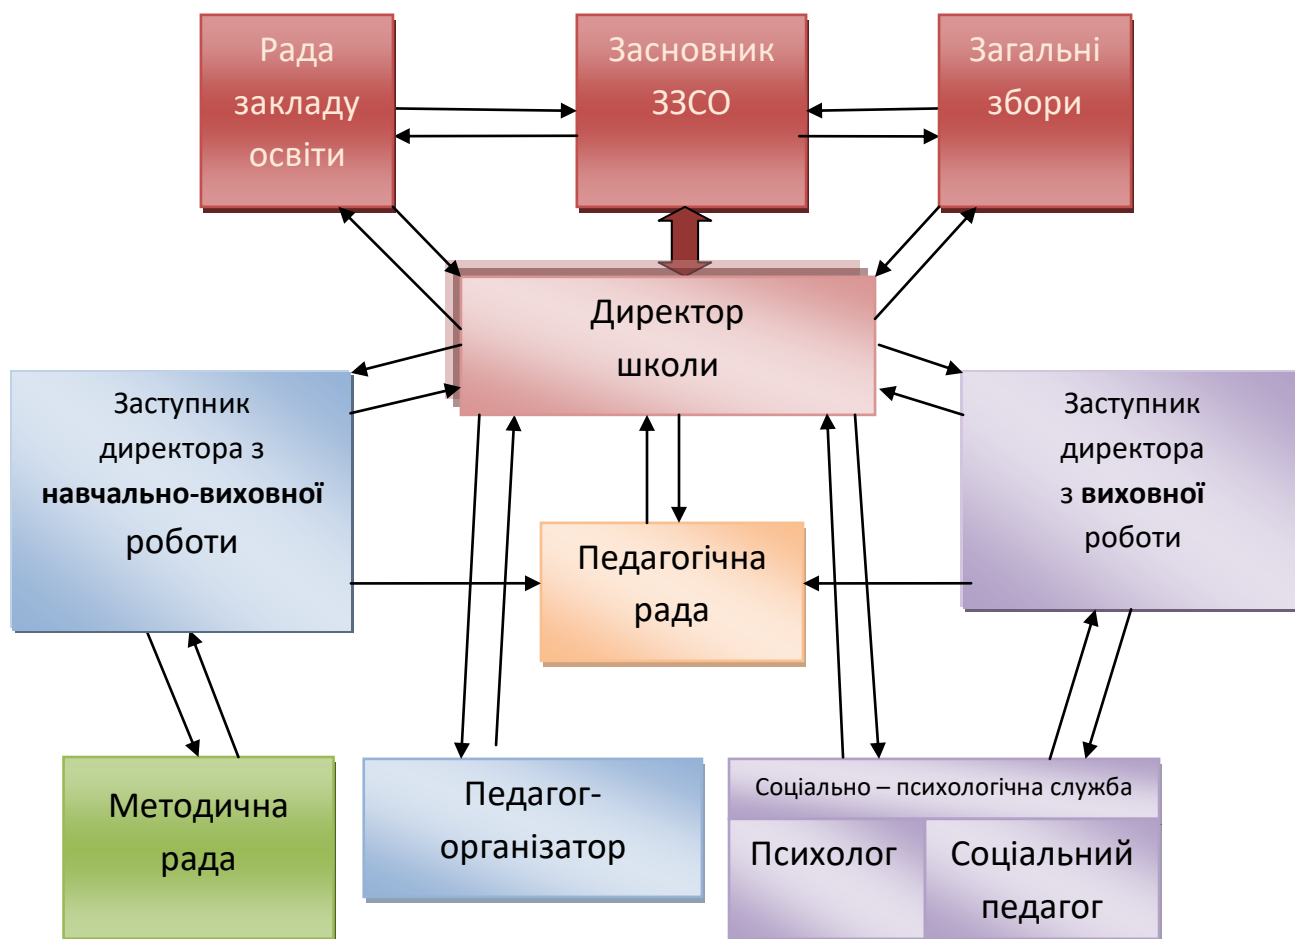 Рада
закладу
освіти
Засновник
ЗЗСО
Загальні
збори
Директор
школи
Заступник
директора з
навчально-виховної
роботи
Заступник
директора
з виховної
роботи
Педагогічна
рада
Методична
рада
Педагог-
організатор
Соціально – психологічна служба
Психолог
Соціальний
педагог